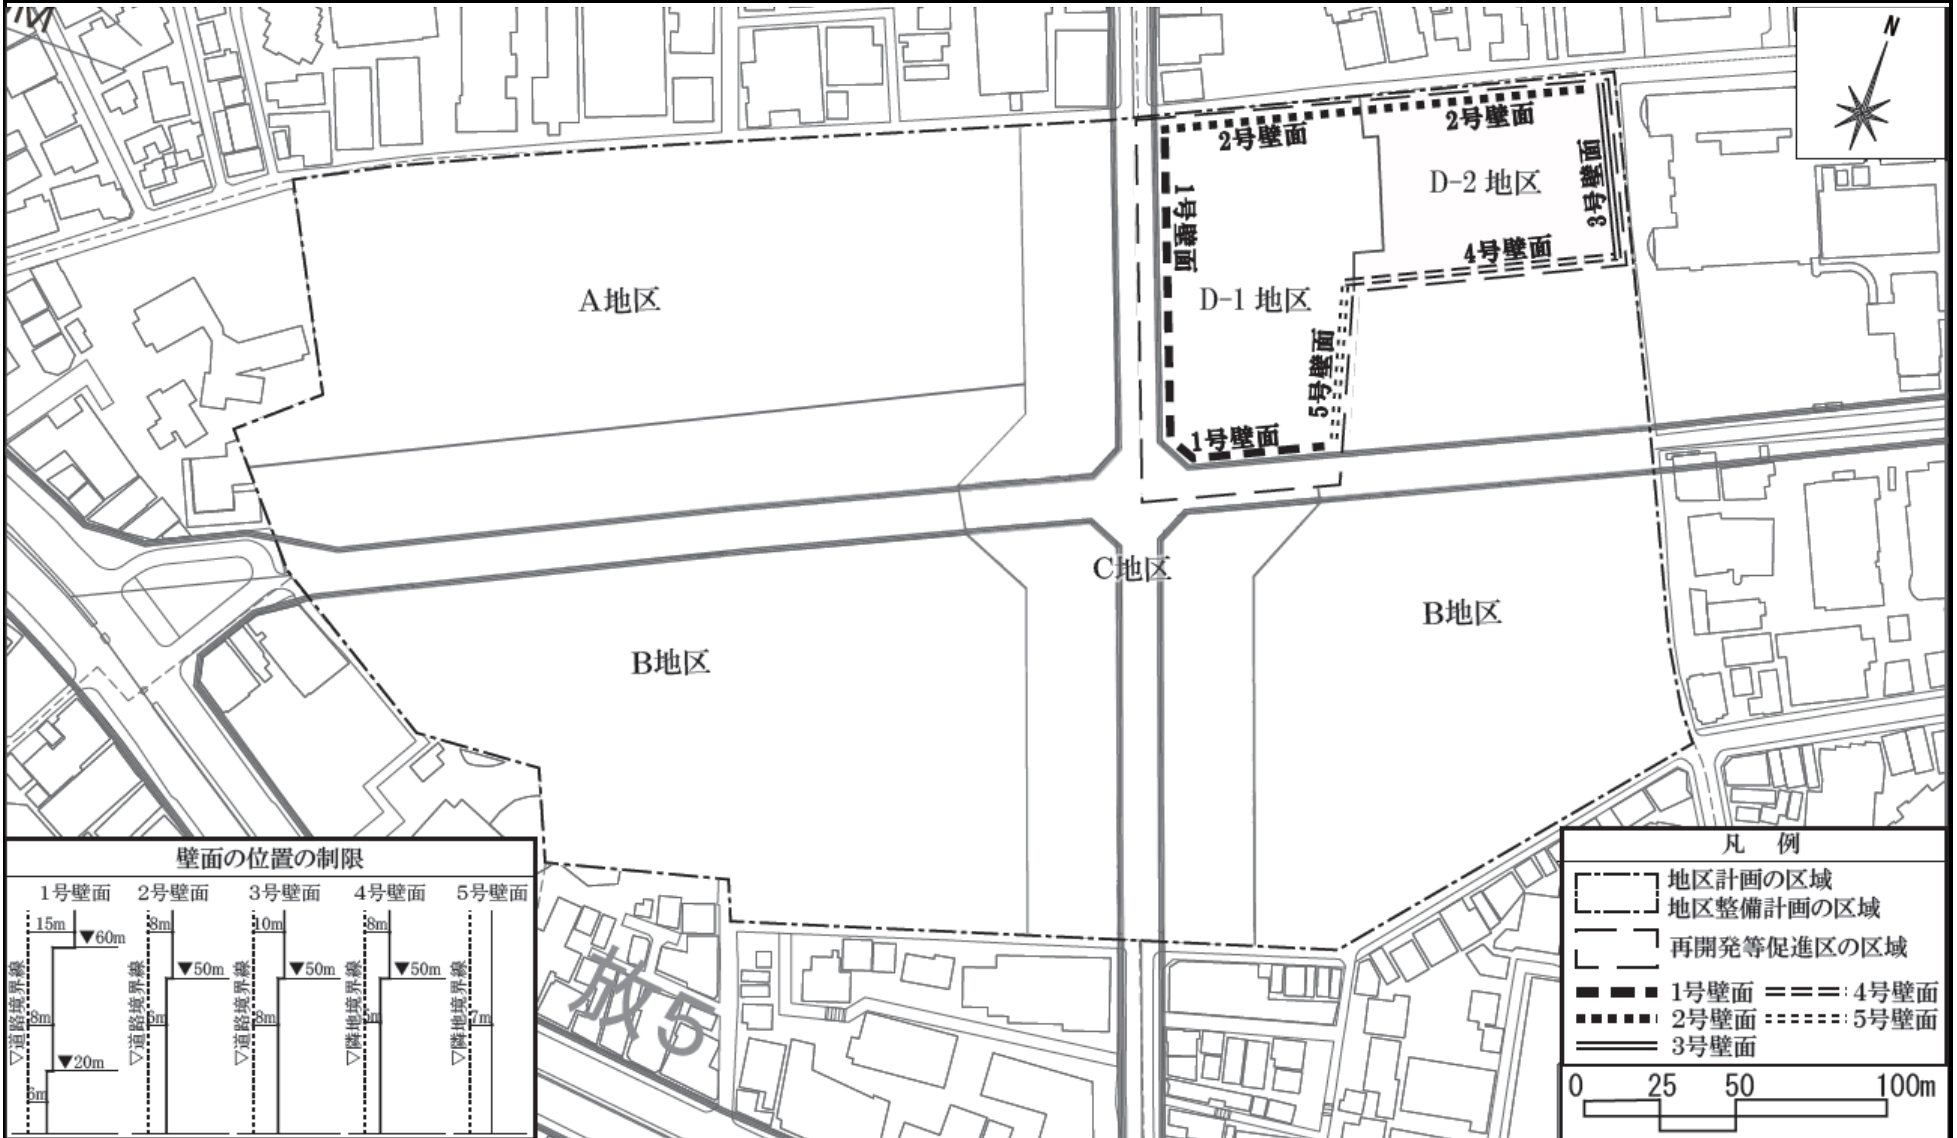 N
2号壁面
2号壁面
D-2 地区
3号壁面
1号壁面
4号壁面
A地区
D-1 地区
5号壁面
1号壁面
C地区
B地区
B地区
放5
壁面の位置の制限
1号壁面 2号壁面 3号壁面 4号壁面 5号壁面
15m 8m 10m 8m
▼60m
▼50m ▼50m ▼50m
▽道路境界線 ▽道路境界線 ▽道路境界線 ▽隣地境界線 ▽隣地境界線
8m 8m 7m
▼20m
6m
凡 例
地区計画の区域
地区整備計画の区域
再開発等促進区の区域
1号壁面 4号壁面
2号壁面 5号壁面
3号壁面
0 25 50 100m